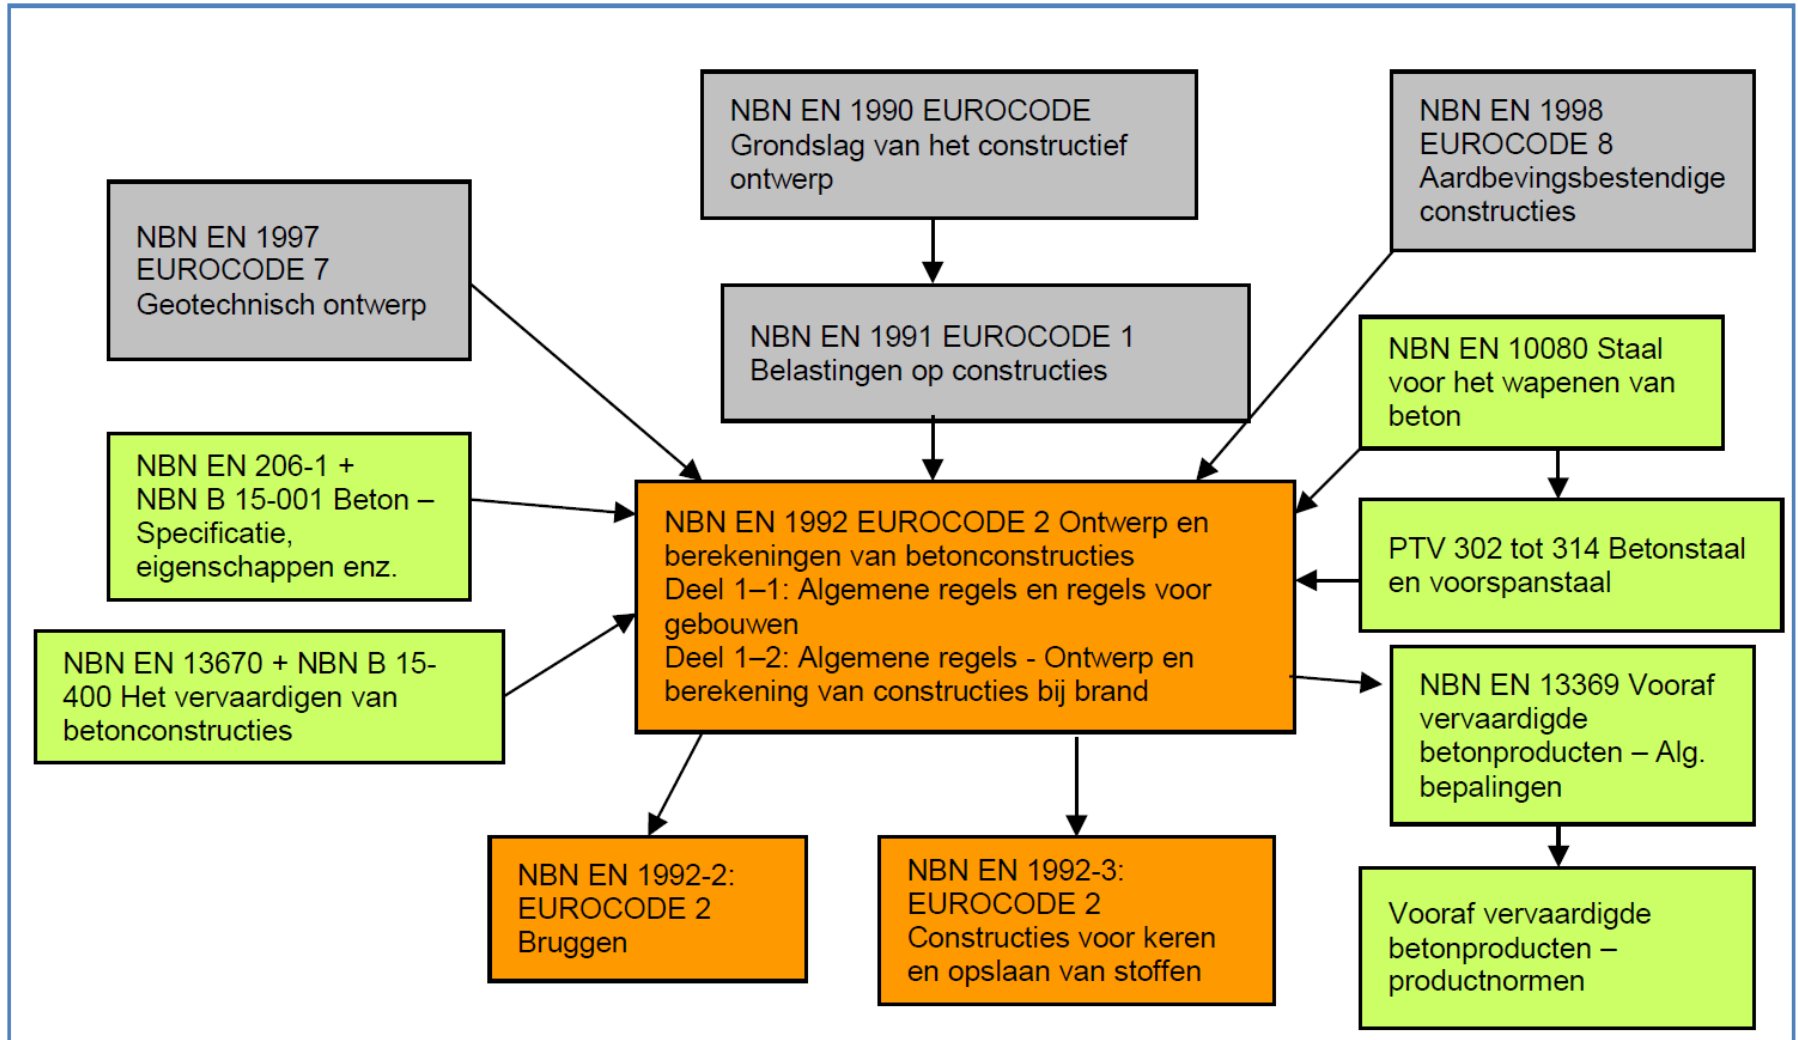 NBN EN 1990 EUROCODE
Grondslag van het constructief
ontwerp
NBN EN 1998
EUROCODE 8
Aardbevingsbestendige
constructies
NBN EN 1997
EUROCODE 7
Geotechnisch ontwerp
NBN EN 1991 EUROCODE 1
Belastingen op constructies
NBN EN 10080 Staal
voor het wapenen van
beton
NBN EN 206-1 +
NBN B 15-001 Beton –
Specificatie,
eigenschappen enz.
NBN EN 1992 EUROCODE 2 Ontwerp en
berekeningen van betonconstructies
Deel 1–1: Algemene regels en regels voor
gebouwen
Deel 1–2: Algemene regels - Ontwerp en
berekening van constructies bij brand
PTV 302 tot 314 Betonstaal
en voorspanstaal
NBN EN 13670 + NBN B 15-
400 Het vervaardigen van
betonconstructies
NBN EN 13369 Vooraf
vervaardigde
betonproducten – Alg.
bepalingen
NBN EN 1992-2:
EUROCODE 2
Bruggen
NBN EN 1992-3:
EUROCODE 2
Constructies voor keren
en opslaan van stoffen
Vooraf vervaardigde
betonproducten –
productnormen